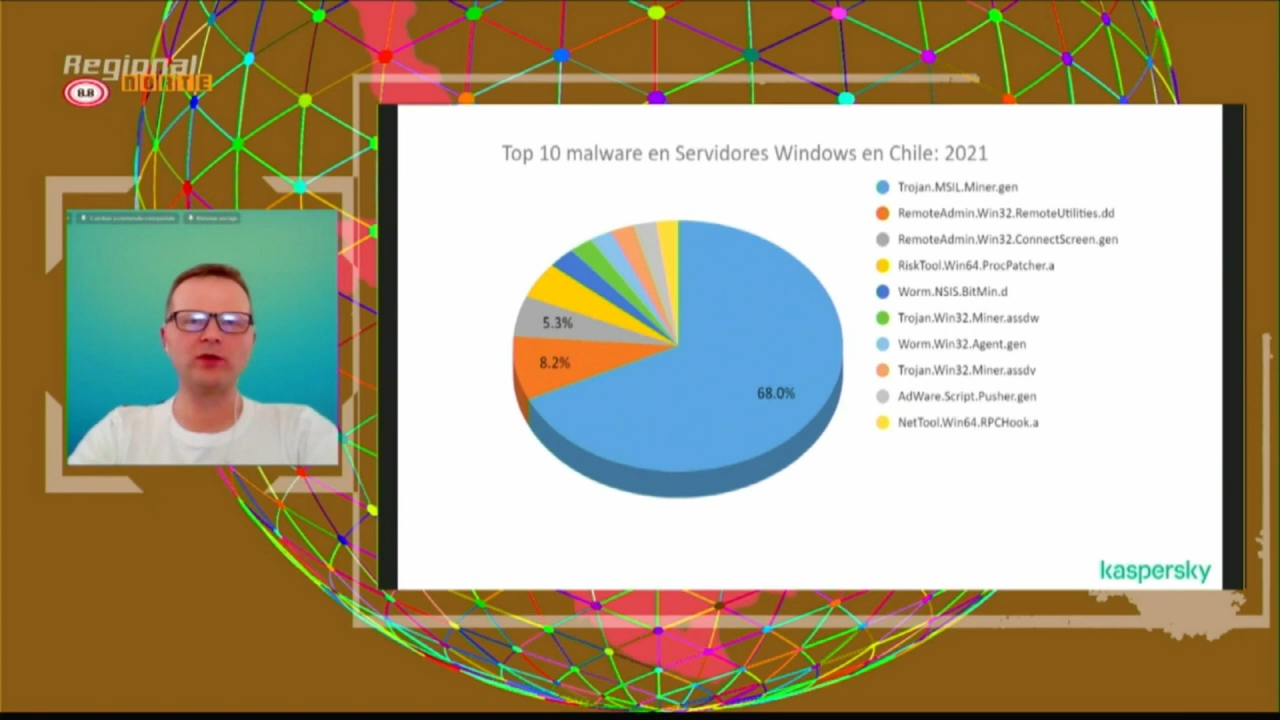 Regional
NORTE
8.8
Top 10 malware en Servidores Windows en Chile: 2021
Trojan.MSIL.Miner.gen
RemoteAdmin.Win32.RemoteUtilities.dd
RemoteAdmin.Win32.ConnectScreen.gen
RiskTool.Win64.ProcPatcher.a
Worm.NSIS.BitMin.d
Trojan.Win32.Miner.assdw
Worm.Win32.Agent.gen
Trojan.Win32.Miner.assdv
AdWare.Script.Pusher.gen
NetTool.Win64.RPCHook.a
5.3%
8.2%
68.0%
kaspersky